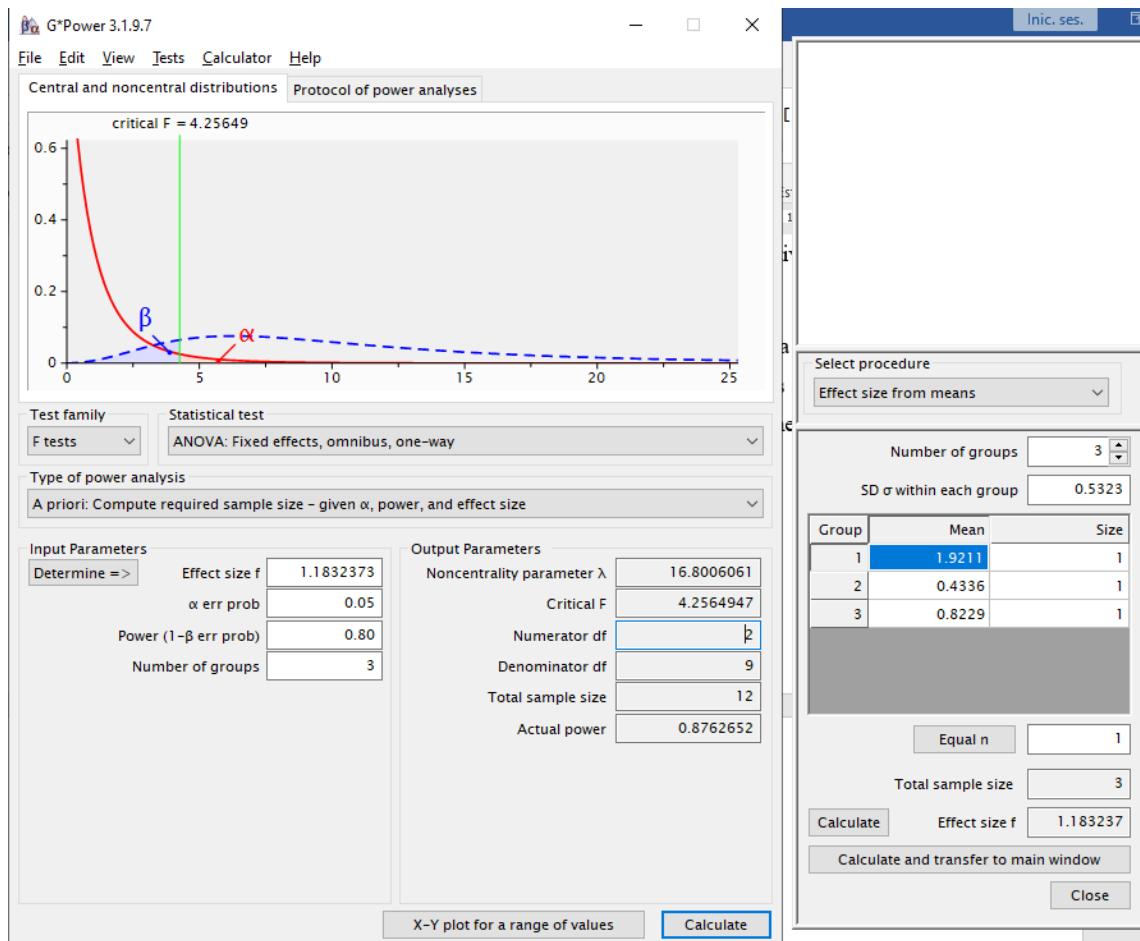 G*Power 3.1.9.7
Inic. ses.
File Edit View Tests Calculator Help
Central and noncentral distributions Protocol of power analyses
critical F = 4.25649
0.6
0.4
0.2
0
β
α
0 5 10 15 20 25
Test family
F tests
Statistical test
ANOVA: Fixed effects, omnibus, one-way
Type of power analysis
A priori: Compute required sample size - given α, power, and effect size
Input Parameters
Determine =>
Effect size f 1.1832373
α err prob 0.05
Power (1-β err prob) 0.80
Number of groups 3
Output Parameters
Noncentrality parameter λ 16.8006061
Critical F 4.2564947
Numerator df 2
Denominator df 9
Total sample size 12
Actual power 0.8762652
X-Y plot for a range of values
Calculate
Select procedure
Effect size from means
Number of groups 3
SD σ within each group 0.5323
Group Mean Size
1 1.9211 1
2 0.4336 1
3 0.8229 1
Equal n 1
Total sample size 3
Calculate Effect size f 1.183237
Calculate and transfer to main window
Close